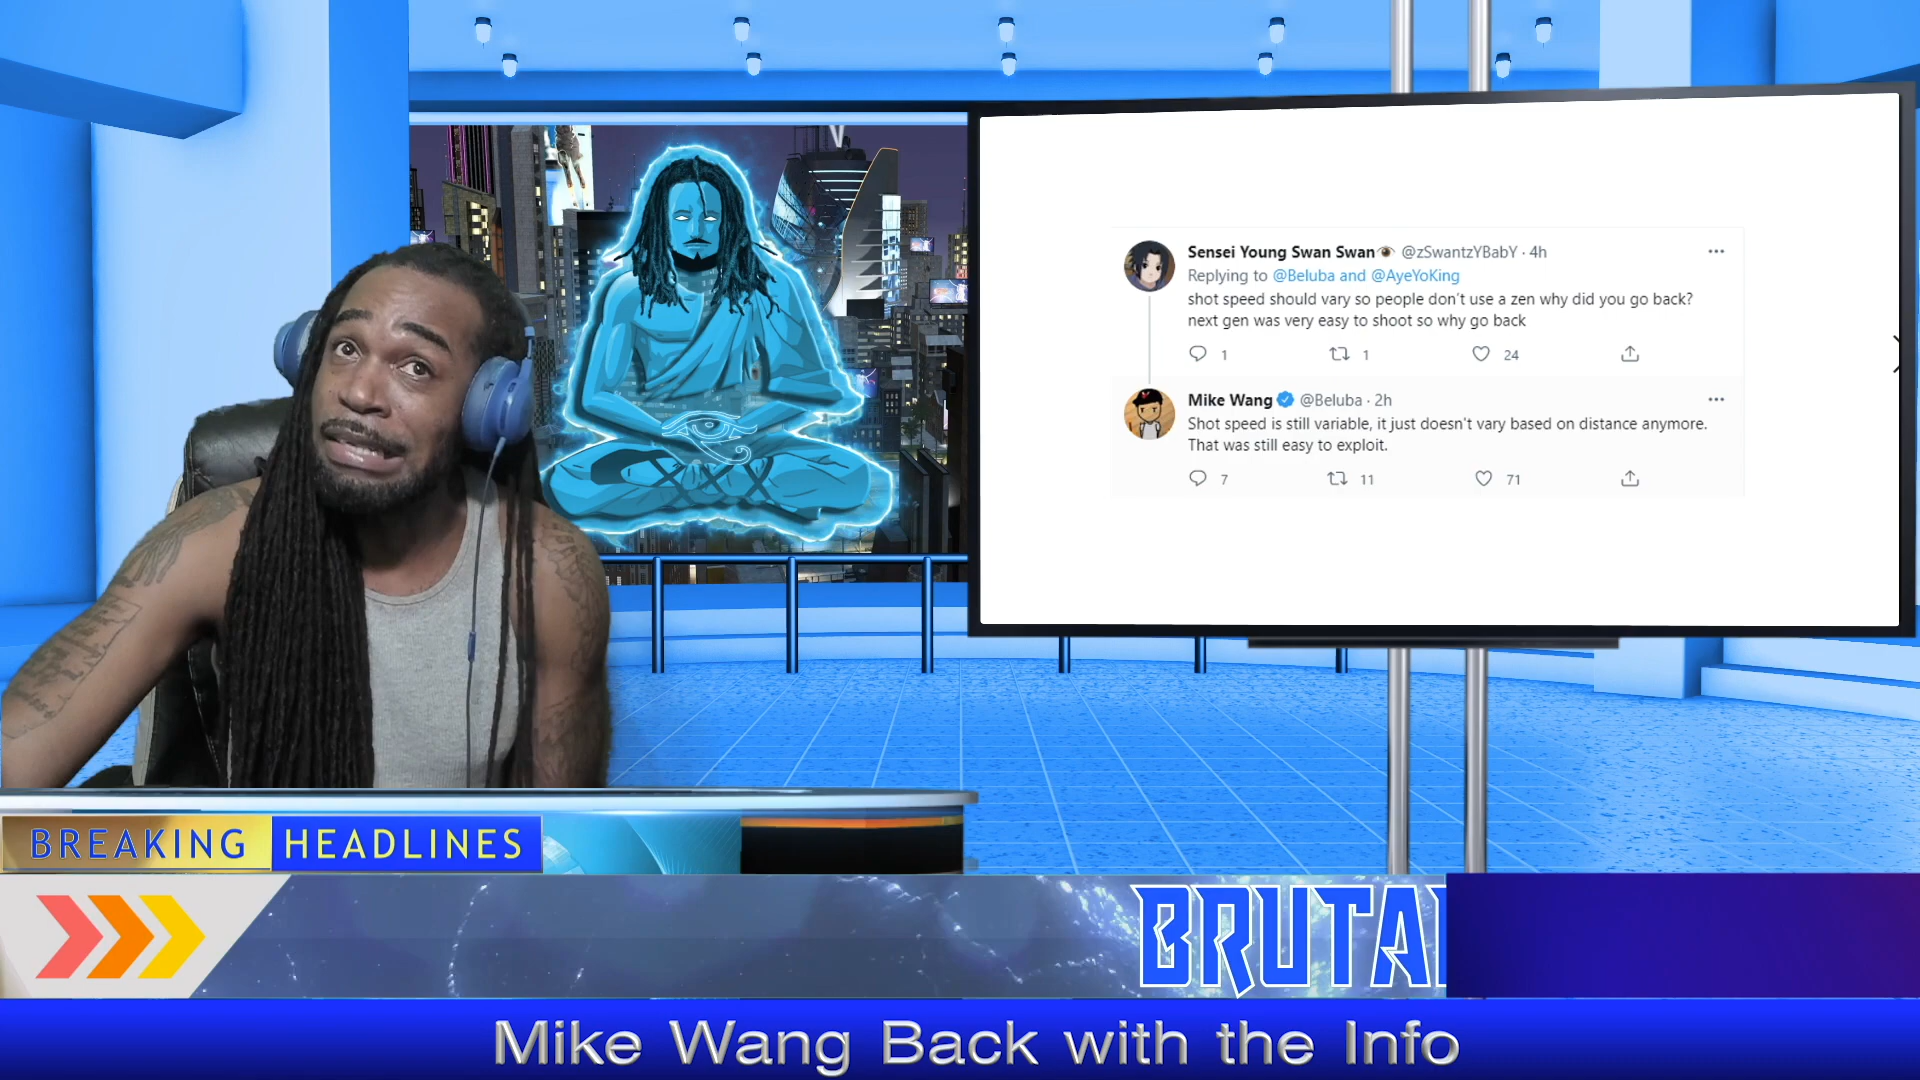 Sensei Young Swan Swan @zSwantzYBabY · 4h
Replying to @Beluba and @AyeYoKing
shot speed should vary so people don't use a zen why did you go back?
next gen was very easy to shoot so why go back
1 1 24
Mike Wang @Beluba · 2h
Shot speed is still variable, it just doesn't vary based on distance anymore.
That was still easy to exploit.
7 11 71
BREAKING HEADLINES
BRUTA
Mike Wang Back with the Info